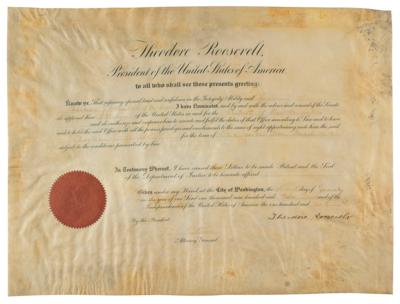 Theodore Roosevelt,
President of the United States of America,
to all who shall see these presents greeting:
Know ye, That reposing special trust and confidence in the Integrity Ability and
I have Nominated, and by and with the advice and consent of the Senate
do appoint him
of the United States in and for the
and do authorize and empower him to execute and fulfil the duties of that Office according to Law and to have
and to hold the said Office with all the powers privileges and emoluments to the same of right appertaining unto him the said
for the term of
subject to the conditions prescribed by law
In Testimony Whereof, I have caused these Letters to be made Patent and the Seal
of the Department of Justice to be hereunto affixed
Given under my Hand, at the City of Washington, the day of
in the year of our Lord one thousand nine hundred and and of the
Independence of the United States of America the one hundred and
Theodore Roosevelt
By the President
Attorney General